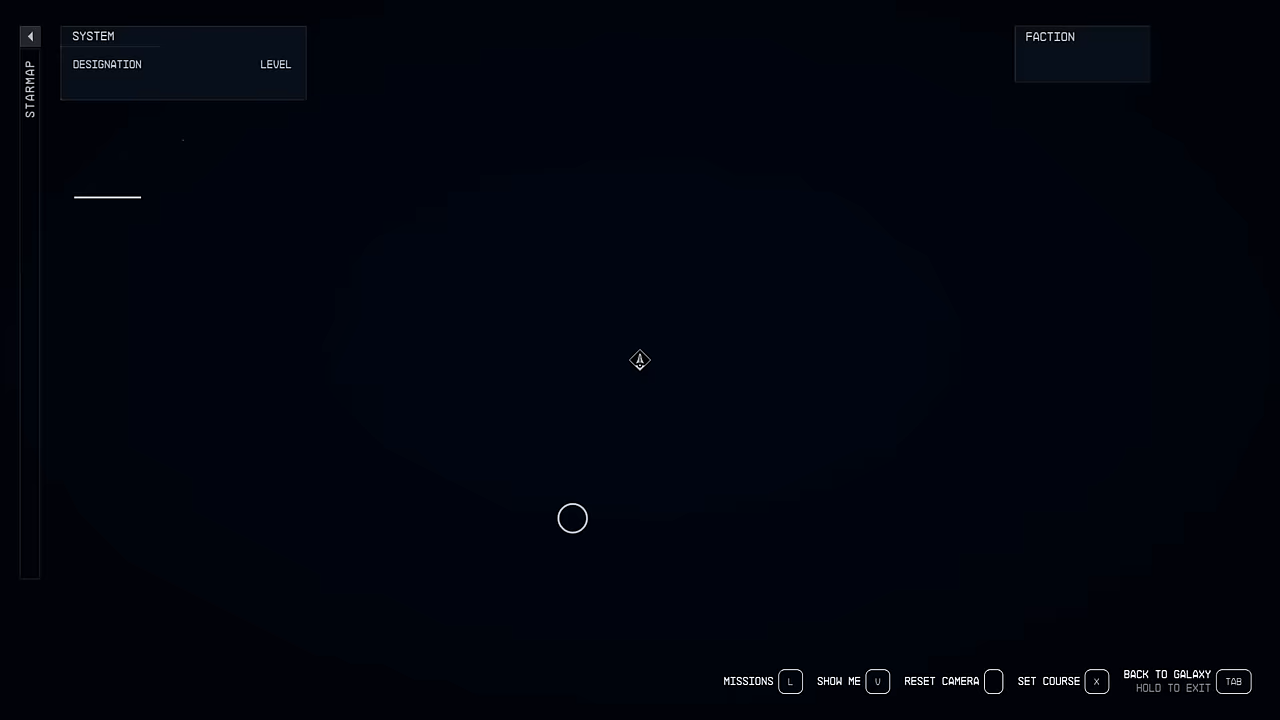 SYSTEM
DESIGNATION LEVEL
FACTION
STARMAP
MISSIONS L SHOW ME V RESET CAMERA SET COURSE X BACK TO GALAXY TAB
HOLD TO EXIT